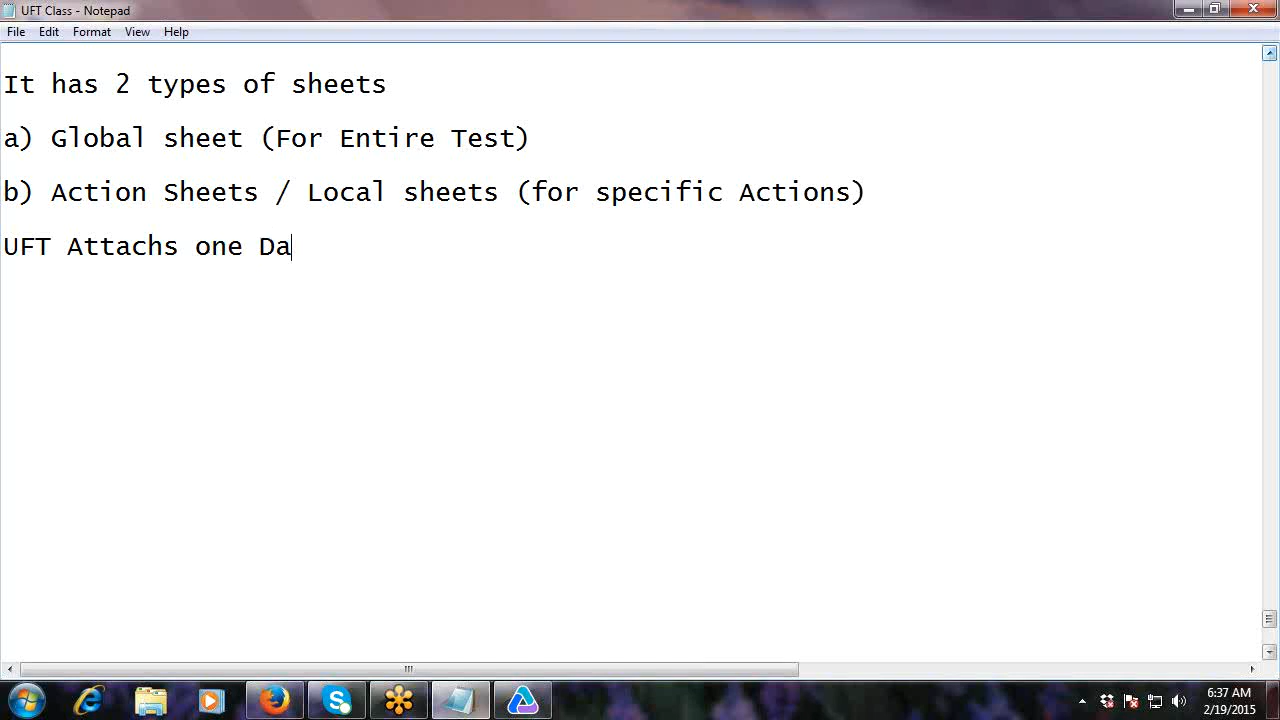 UFT Class - Notepad
File Edit Format View Help
It has 2 types of sheets
a) Global sheet (For Entire Test)
b) Action Sheets / Local sheets (for specific Actions)
UFT Attachs one Da
6:37 AM
2/19/2015